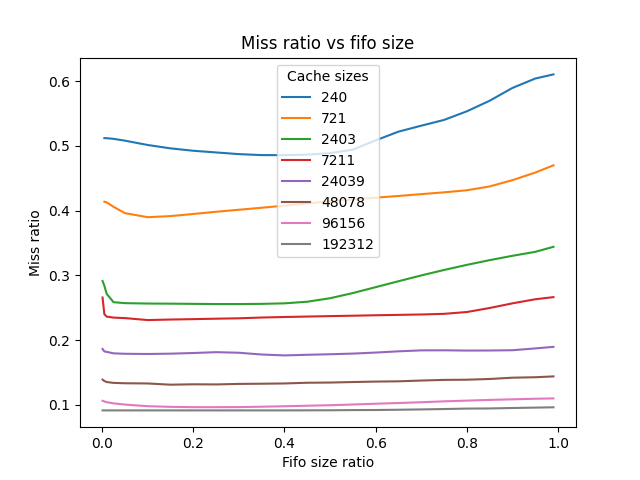 Miss ratio vs fifo size
Cache sizes
240
721
2403
7211
24039
48078
96156
192312
Miss ratio
0.6
0.5
0.4
0.3
0.2
0.1
0.0 0.2 0.4 0.6 0.8 1.0
Fifo size ratio